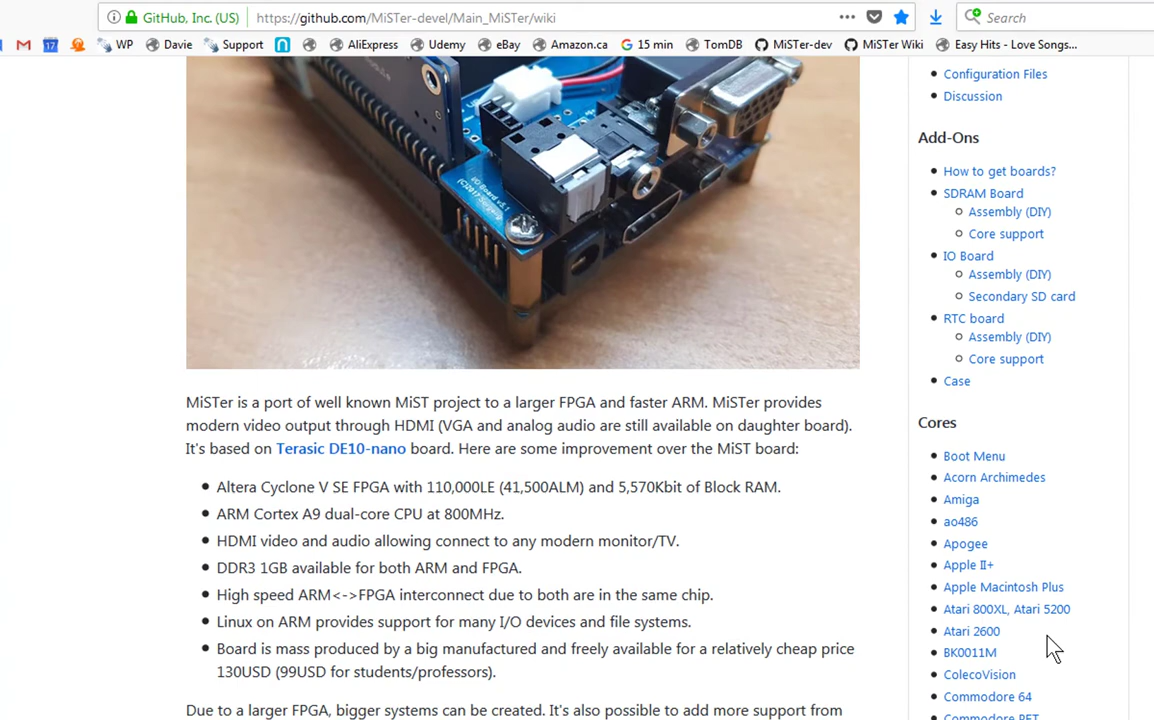 GitHub, Inc. (US)
https://github.com/MiSTer-devel/Main_MiSTer/wiki
Search
17
WP
Davie
Support
AliExpress
Udemy
eBay
Amazon.ca
15 min
TomDB
MiSTer-dev
MiSTer Wiki
Easy Hits - Love Songs...
I/O Board v5.1
MiSTer is a port of well known MiST project to a larger FPGA and faster ARM. MiSTer provides
modern video output through HDMI (VGA and analog audio are still available on daughter board).
It's based on Terasic DE10-nano board. Here are some improvement over the MiST board:
Altera Cyclone V SE FPGA with 110,000LE (41,500ALM) and 5,570Kbit of Block RAM.
ARM Cortex A9 dual-core CPU at 800MHz.
HDMI video and audio allowing connect to any modern monitor/TV.
DDR3 1GB available for both ARM and FPGA.
High speed ARM<->FPGA interconnect due to both are in the same chip.
Linux on ARM provides support for many I/O devices and file systems.
Board is mass produced by a big manufactured and freely available for a relatively cheap price
130USD (99USD for students/professors).
Due to a larger FPGA, bigger systems can be created. It's also possible to add more support from
Configuration Files
Discussion
Add-Ons
How to get boards?
SDRAM Board
Assembly (DIY)
Core support
IO Board
Assembly (DIY)
Secondary SD card
RTC board
Assembly (DIY)
Core support
Case
Cores
Boot Menu
Acorn Archimedes
Amiga
ao486
Apogee
Apple II+
Apple Macintosh Plus
Atari 800XL, Atari 5200
Atari 2600
BK0011M
ColecoVision
Commodore 64
Commodore PET